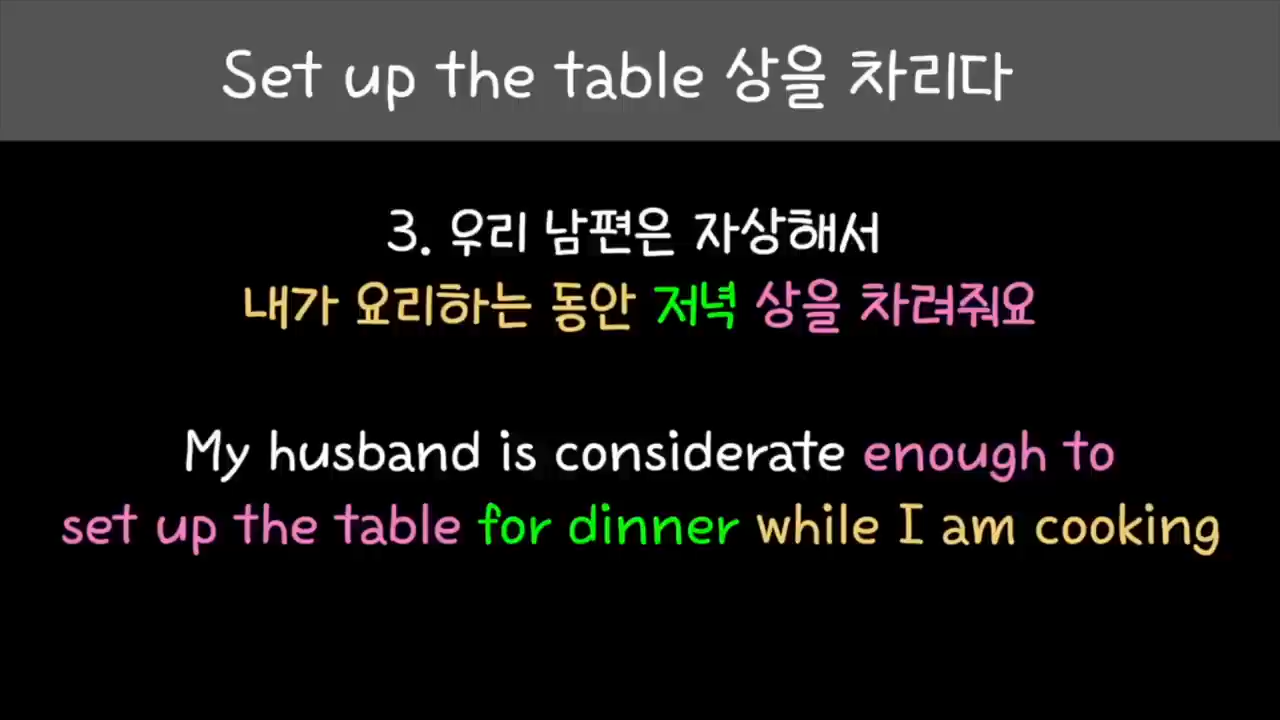 Set up the table 상을 차리다
3. 우리 남편은 자상해서
내가 요리하는 동안 저녁 상을 차려줘요
My husband is considerate enough to
set up the table for dinner while I am cooking